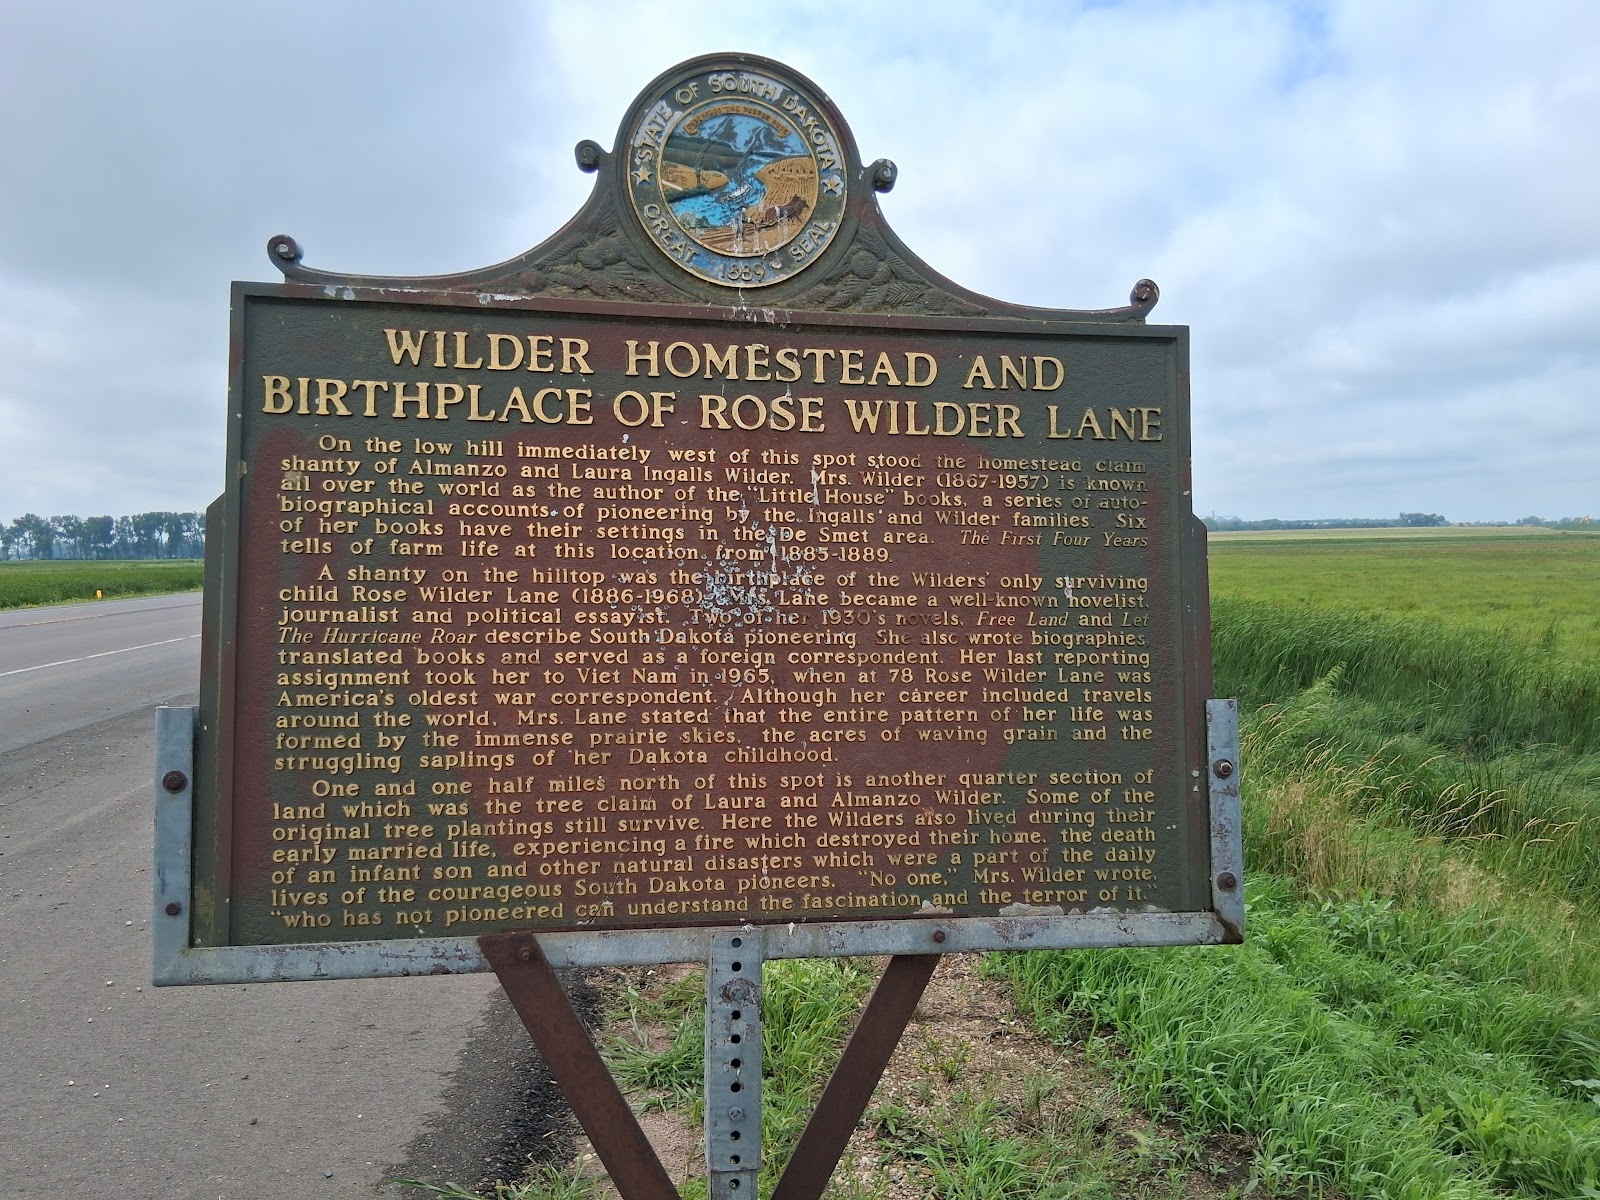 UNDER GOD THE PEOPLE RULE
STATE OF SOUTH DAKOTA
GREAT SEAL
1889
WILDER HOMESTEAD AND
BIRTHPLACE OF ROSE WILDER LANE
On the low hill immediately west of this spot stood the homestead claim
shanty of Almanzo and Laura Ingalls Wilder. Mrs. Wilder (1867-1957) is known
all over the world as the author of the "Little House" books, a series of auto-
biographical accounts of pioneering by the Ingalls and Wilder families. Six
of her books have their settings in the De Smet area. The First Four Years
tells of farm life at this location from 1885-1889.
A shanty on the hilltop was the birthplace of the Wilders' only surviving
child Rose Wilder Lane (1886-1968). Mrs. Lane became a well-known novelist,
journalist and political essayist. Two of her 1930's novels, Free Land and Let
The Hurricane Roar describe South Dakota pioneering. She also wrote biographies,
translated books and served as a foreign correspondent. Her last reporting
assignment took her to Viet Nam in 1965, when at 78 Rose Wilder Lane was
America's oldest war correspondent. Although her career included travels
around the world, Mrs. Lane stated that the entire pattern of her life was
formed by the immense prairie skies, the acres of waving grain and the
struggling saplings of her Dakota childhood.
One and one half miles north of this spot is another quarter section of
land which was the tree claim of Laura and Almanzo Wilder. Some of the
original tree plantings still survive. Here the Wilders also lived during their
early married life, experiencing a fire which destroyed their home, the death
of an infant son and other natural disasters which were a part of the daily
lives of the courageous South Dakota pioneers. "No one," Mrs. Wilder wrote,
"who has not pioneered can understand the fascination and the terror of it."